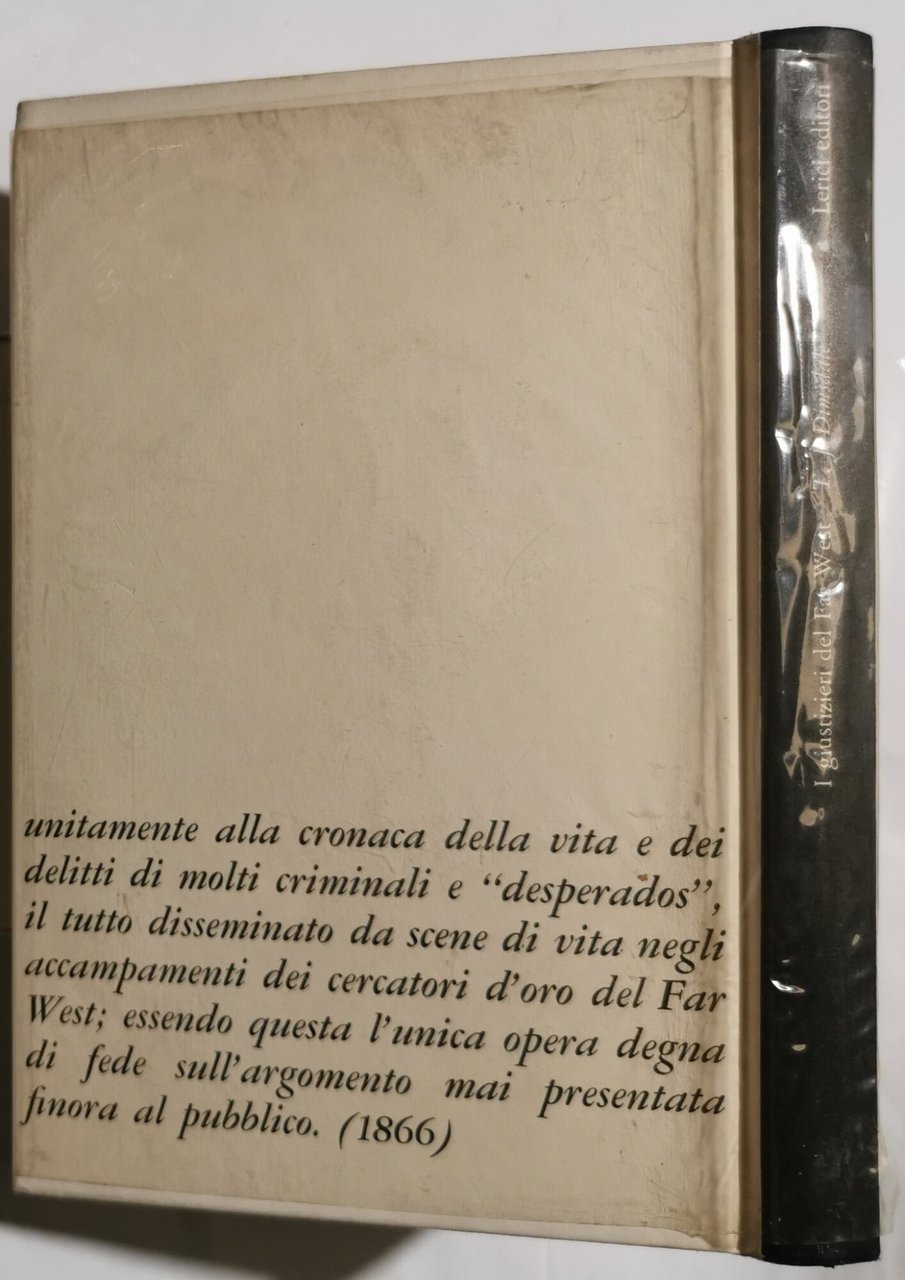 unitamente alla cronaca della vita e dei
delitti di molti criminali e “desperados”,
il tutto disseminato da scene di vita negli
accampamenti dei cercatori d’oro del Far
West; essendo questa l’unica opera degna
di fede sull’argomento mai presentata
finora al pubblico. (1866)
I giustizieri del Far West T. J. Dimsdale Lerici editori